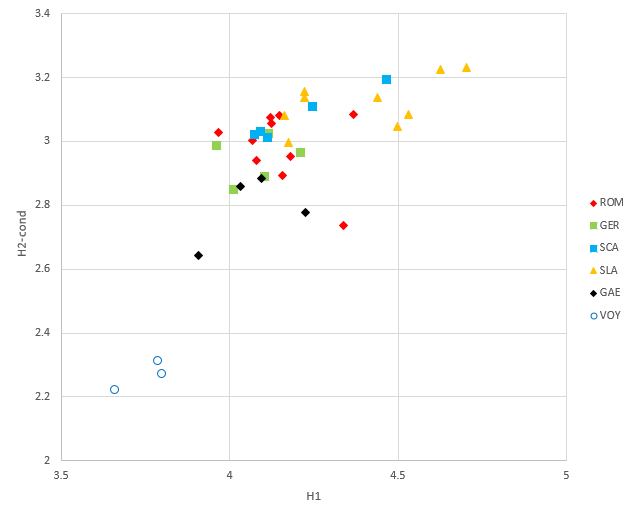 3.4
3.2
3
2.8
2.6
2.4
2.2
2
H2-cond
3.5 4 4.5 5
H1
ROM
GER
SCA
SLA
GAE
VOY